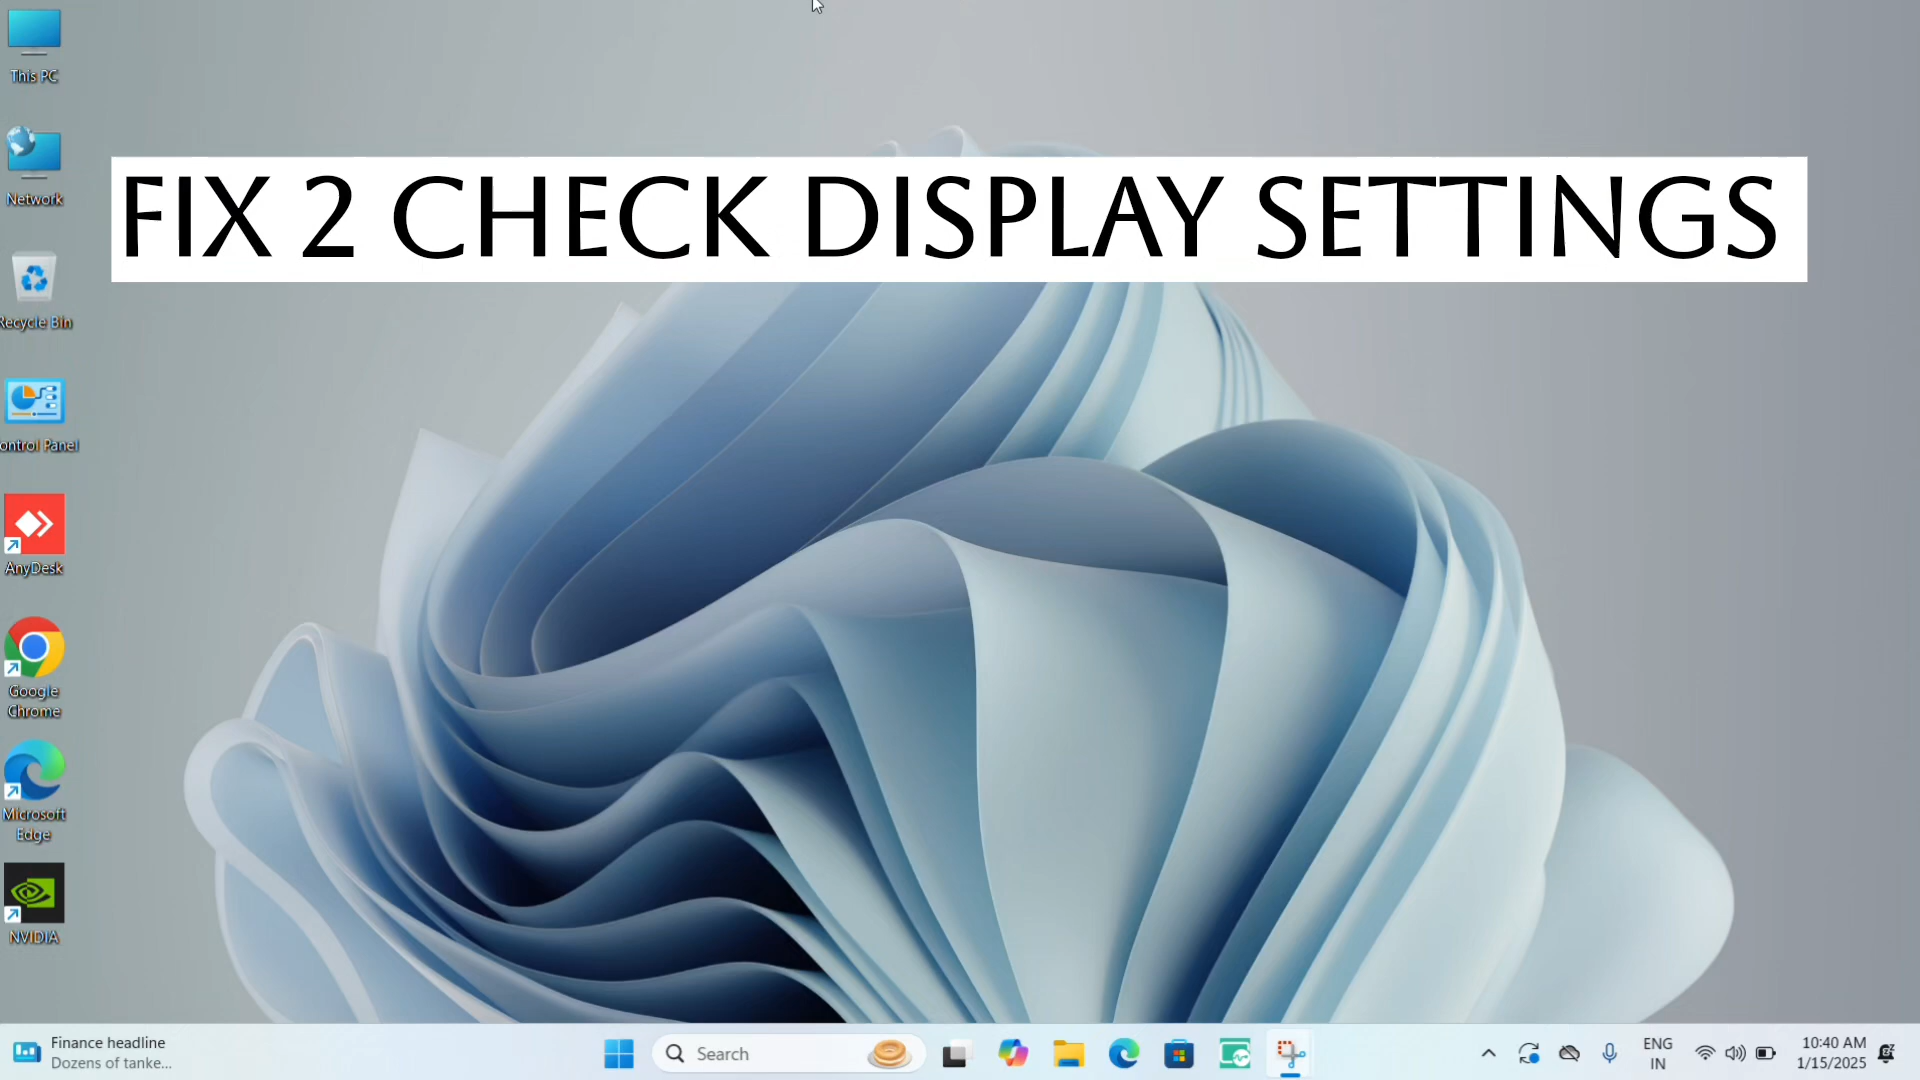 This PC
Network
Recycle Bin
ontrol Panel
AnyDesk
Google
Chrome
Microsoft
Edge
NVIDIA
FIX 2 CHECK DISPLAY SETTINGS
Finance headline
Dozens of tanke...
Search
ENG
IN
10:40 AM
1/15/2025